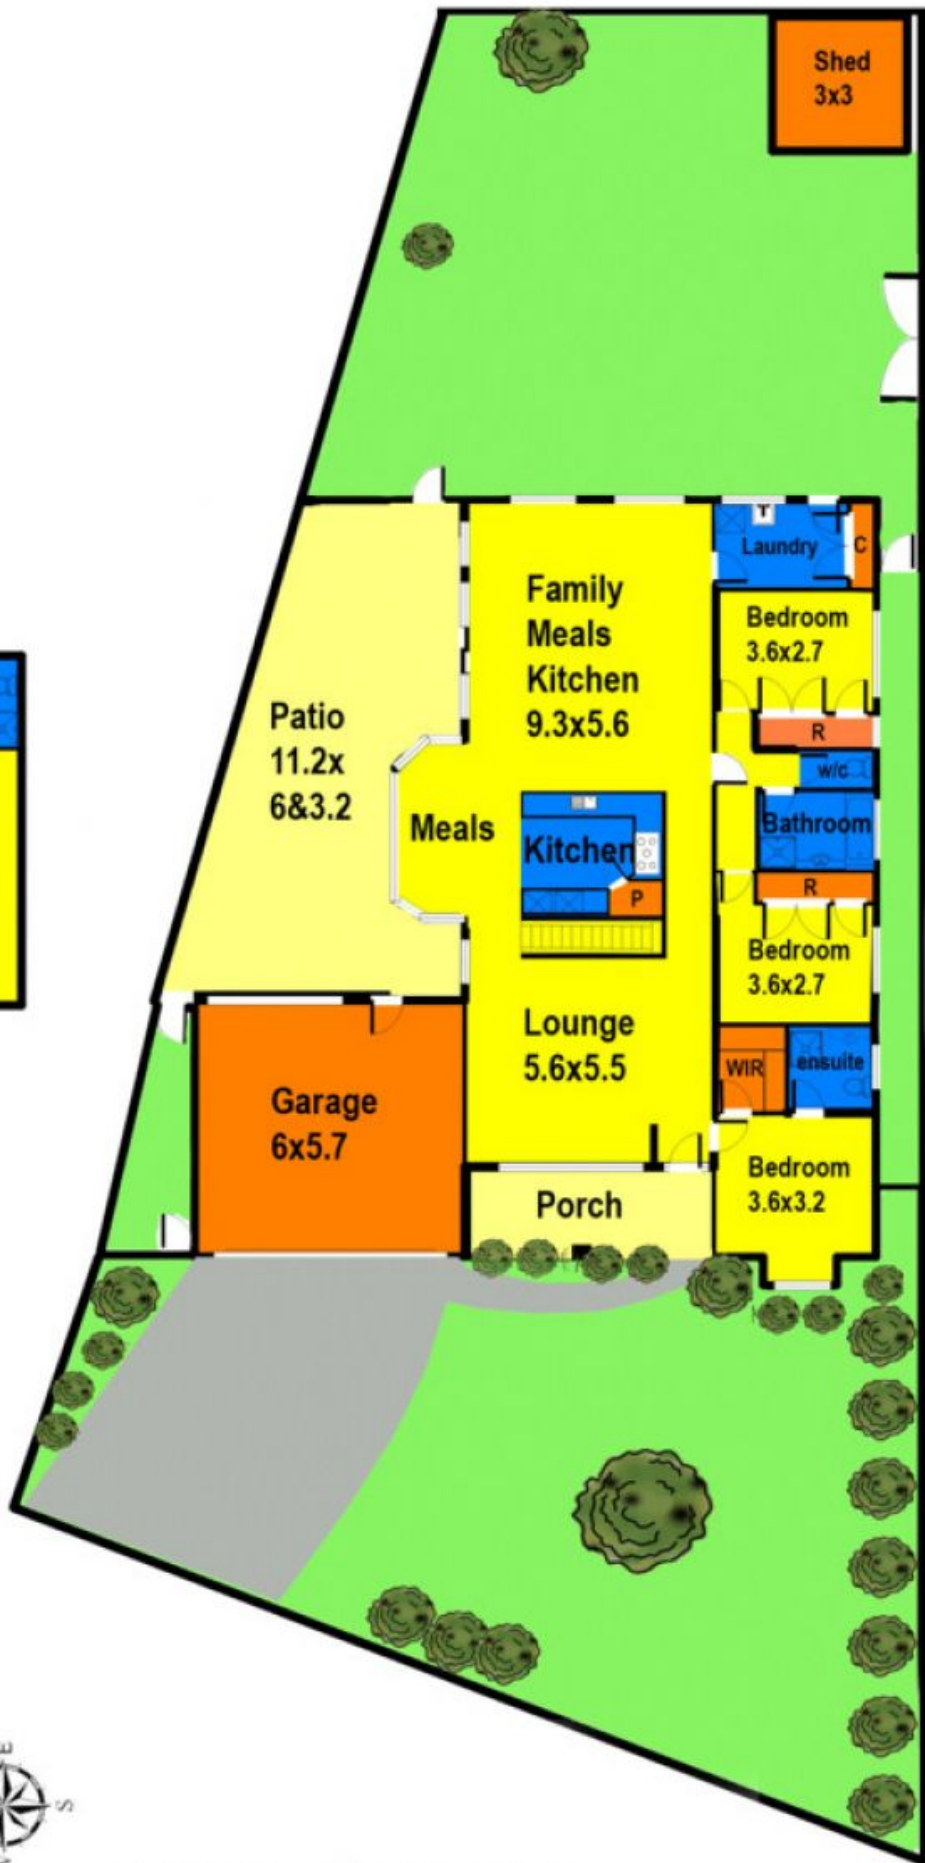 Shed
3x3
T
Laundry
C
Family
Meals
Kitchen
9.3x5.6
Bedroom
3.6x2.7
Patio
11.2x
6&3.2
R
w/c
Meals
Kitchen
Bathroom
P
R
Bedroom
3.6x2.7
Lounge
5.6x5.5
WIR
ensuite
Garage
6x5.7
Bedroom
3.6x3.2
Porch
E
S